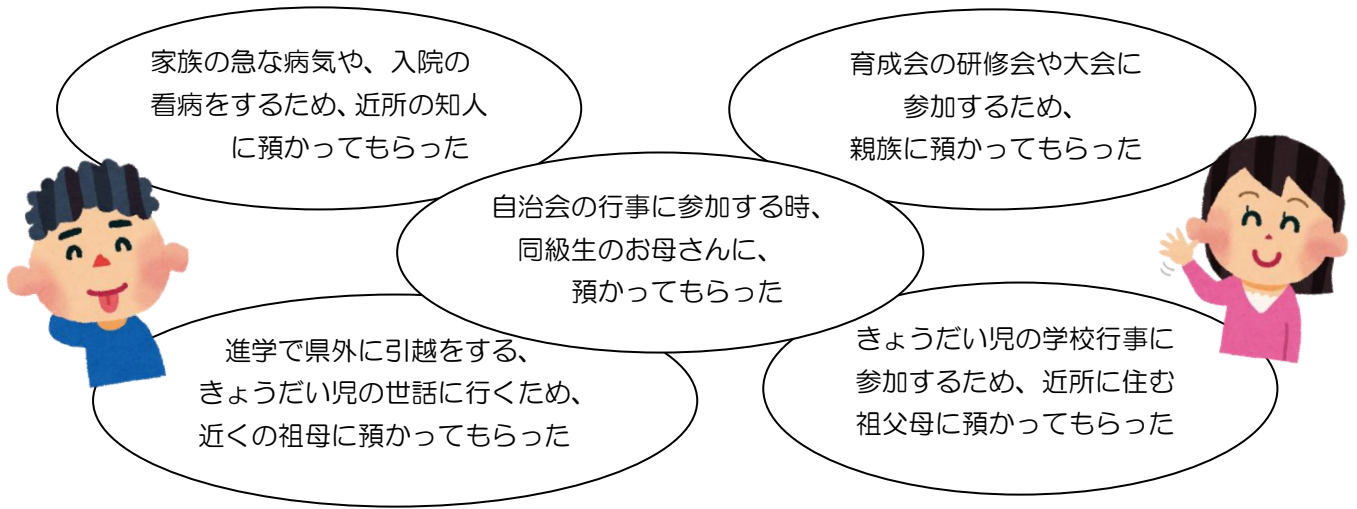 家族の急な病気や、入院の
看病をするため、近所の知人
に預かってもらった
育成会の研修会や大会に
参加するため、
親族に預かってもらった
自治会の行事に参加する時、
同級生のお母さんに、
預かってもらった
進学で県外に引越をする、
きょうだい児の世話に行くため、
近くの祖母に預かってもらった
きょうだい児の学校行事に
参加するため、近所に住む
祖父母に預かってもらった